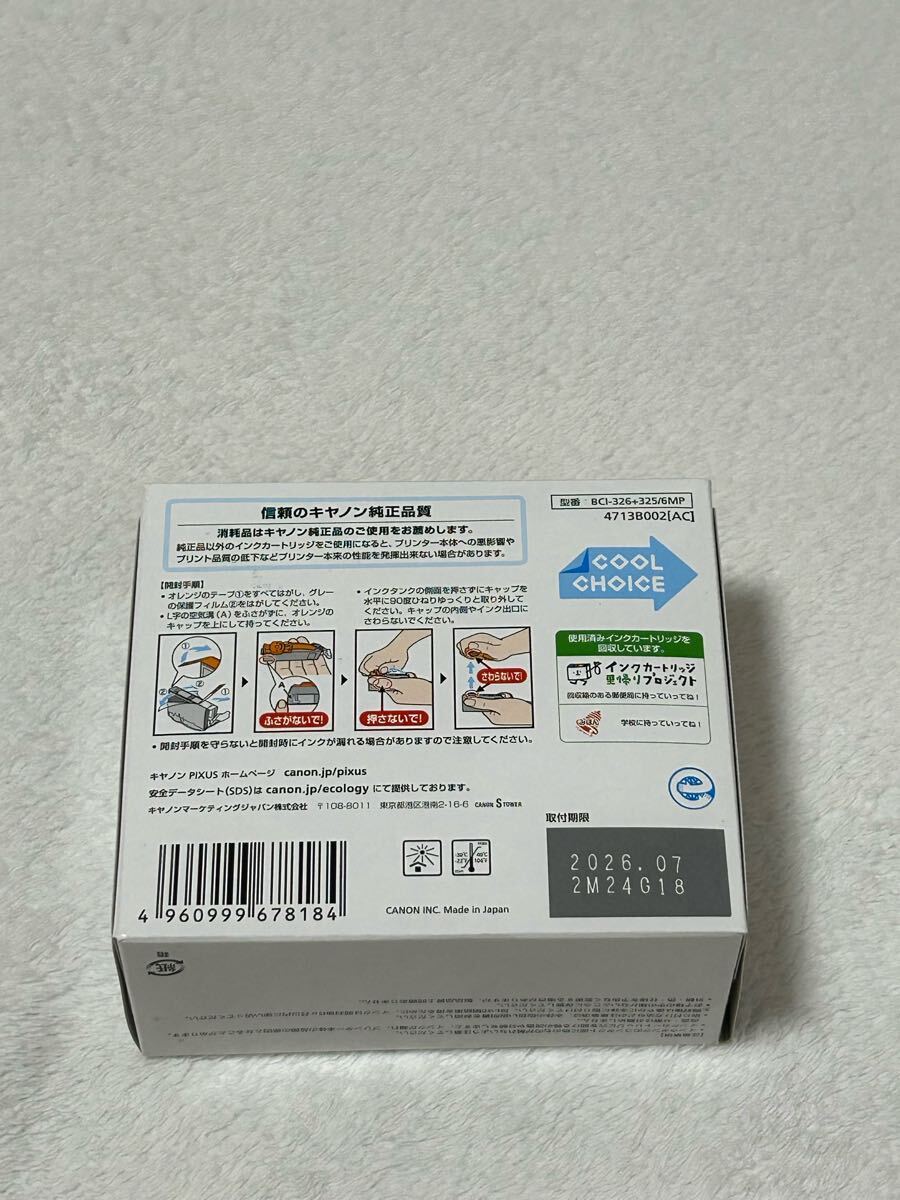 信頼のキヤノン純正品質
消耗品はキヤノン純正品のご使用をお薦めします。
純正品以外のインクカートリッジをご使用になると、プリンター本体への悪影響や
プリント品質の低下などプリンター本来の性能を発揮出来ない場合があります。
型番:BCI-326+325/6MP
4713B002[AC]
COOL
CHOICE
【開封手順】
• オレンジのテープ①をすべてはがし、グレー
の保護フィルム②をはがしてください。
• L字の空気溝(A)をふさがずに、オレンジの
キャップを上にして持ってください。
• インクタンクの側面を押さずにキャップを
水平に90度ひねりゆっくりと取り外して
ください。キャップの内側やインク出口に
さわらないでください。
①
②
②
①
A
ふさがないで!
押さないで!
さわらないで!
• 開封手順を守らないと開封時にインクが漏れる場合がありますので注意してください。
使用済みインクカートリッジを
回収しています。
インクカートリッジ
里帰りプロジェクト
回収箱のある郵便局に持っていってね!
学校に持っていってね!
キヤノン PIXUS ホームページ canon.jp/pixus
安全データシート(SDS)は canon.jp/ecology にて提供しております。
キヤノンマーケティングジャパン株式会社 〒108-8011 東京都港区港南2-16-6 CANON S TOWER
取付期限
2026.07
2M24G18
4 960999 678184
CANON INC. Made in Japan
箱
紙